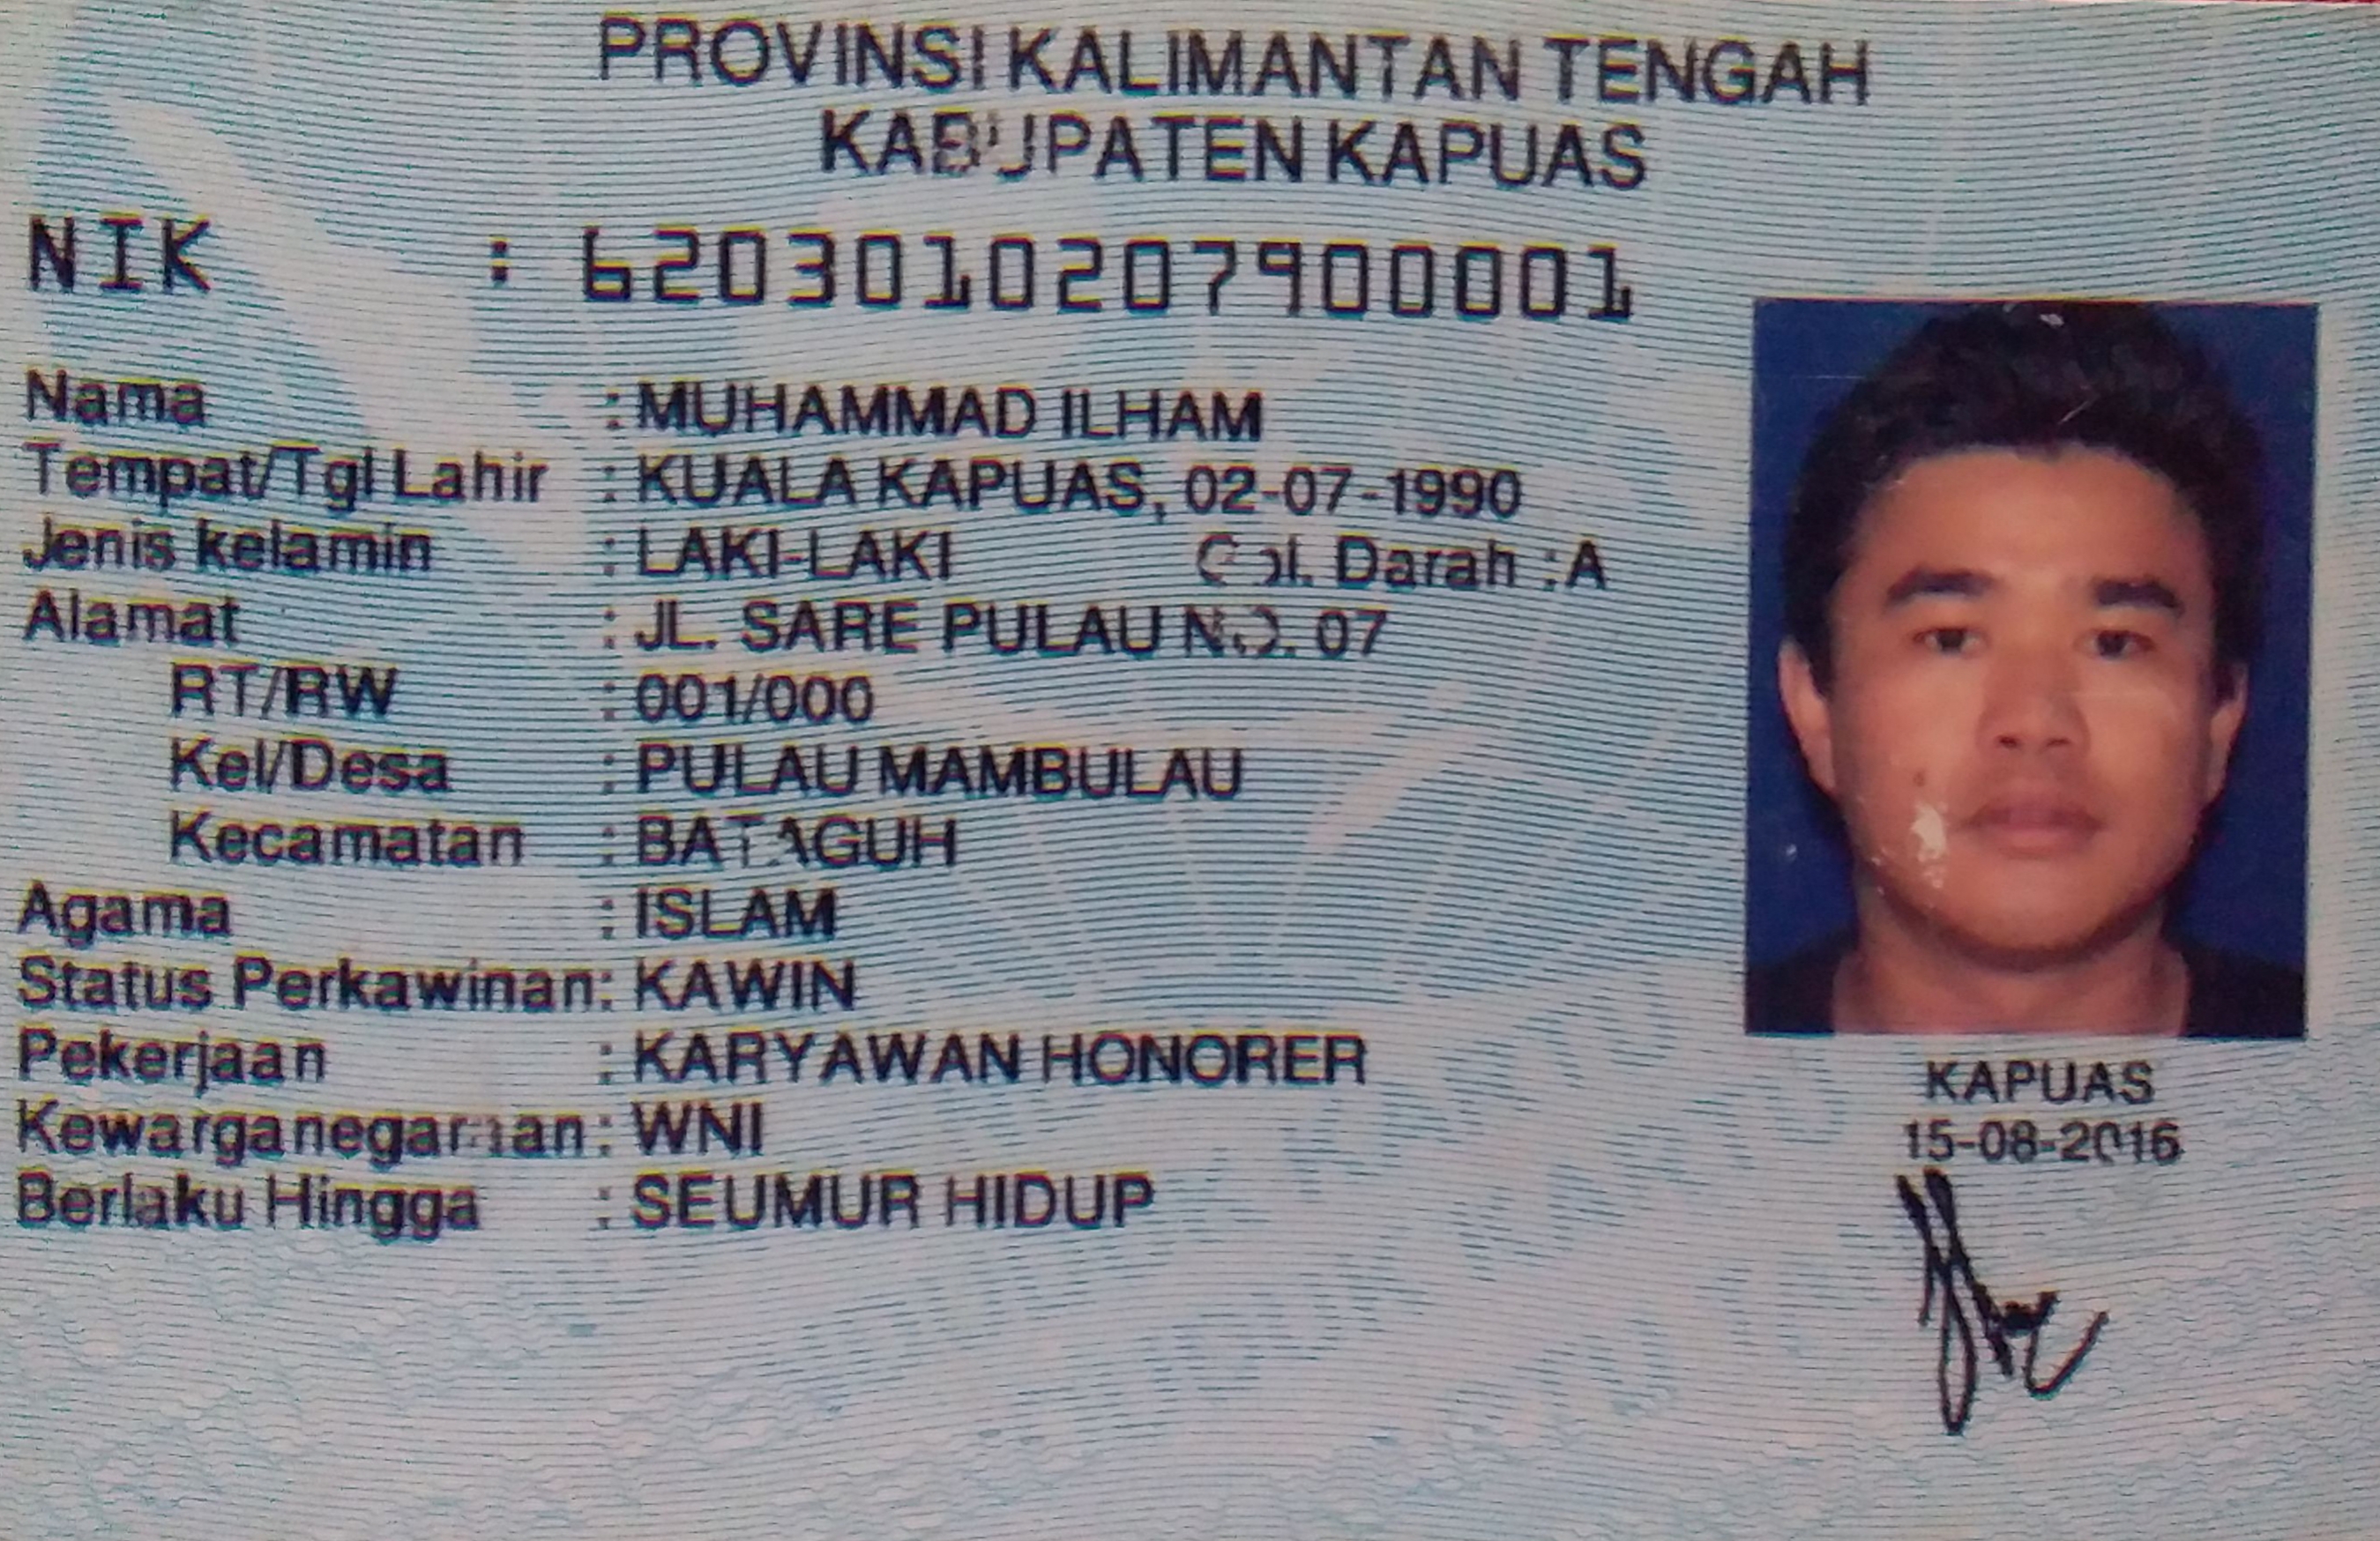 PROVINSI KALIMANTAN TENGAH
KABUPATEN KAPUAS
NIK : 6203010207900001
Nama : MUHAMMAD ILHAM
Tempat/Tgl Lahir : KUALA KAPUAS, 02-07-1990
Jenis kelamin : LAKI-LAKI Gol. Darah : A
Alamat : JL. SARE PULAU NO. 07
RT/RW : 001/000
Kel/Desa : PULAU MAMBULAU
Kecamatan : BATAGUH
Agama : ISLAM
Status Perkawinan: KAWIN
Pekerjaan : KARYAWAN HONORER
Kewarganegaraan: WNI
Berlaku Hingga : SEUMUR HIDUP
KAPUAS
15-08-2016